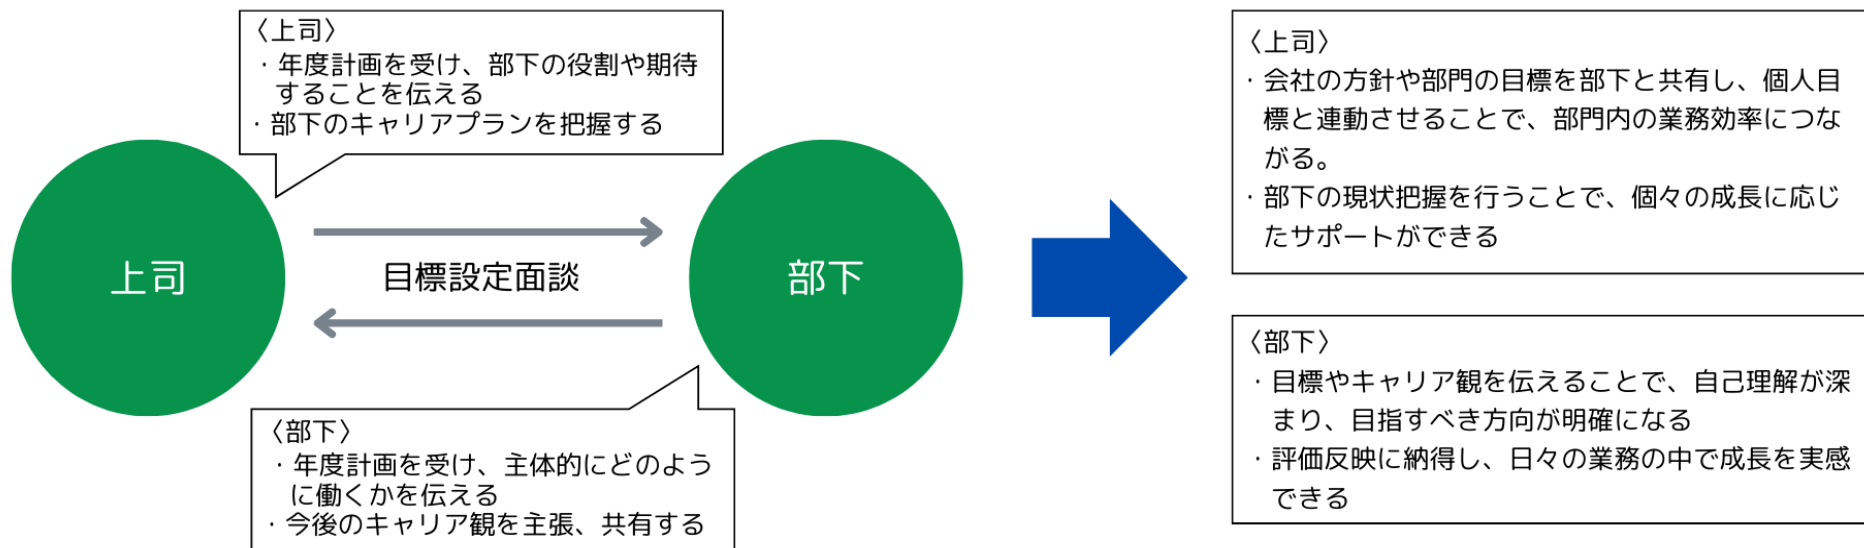 〈上司〉
・年度計画を受け、部下の役割や期待
することを伝える
・部下のキャリアプランを把握する
上司
目標設定面談
部下
〈部下〉
・年度計画を受け、主体的にどのよう
に働くかを伝える
・今後のキャリア観を主張、共有する
〈上司〉
・会社の方針や部門の目標を部下と共有し、個人目
標と連動させることで、部門内の業務効率につな
がる。
・部下の現状把握を行うことで、個々の成長に応じ
たサポートができる
〈部下〉
・目標やキャリア観を伝えることで、自己理解が深
まり、目指すべき方向が明確になる
・評価反映に納得し、日々の業務の中で成長を実感
できる